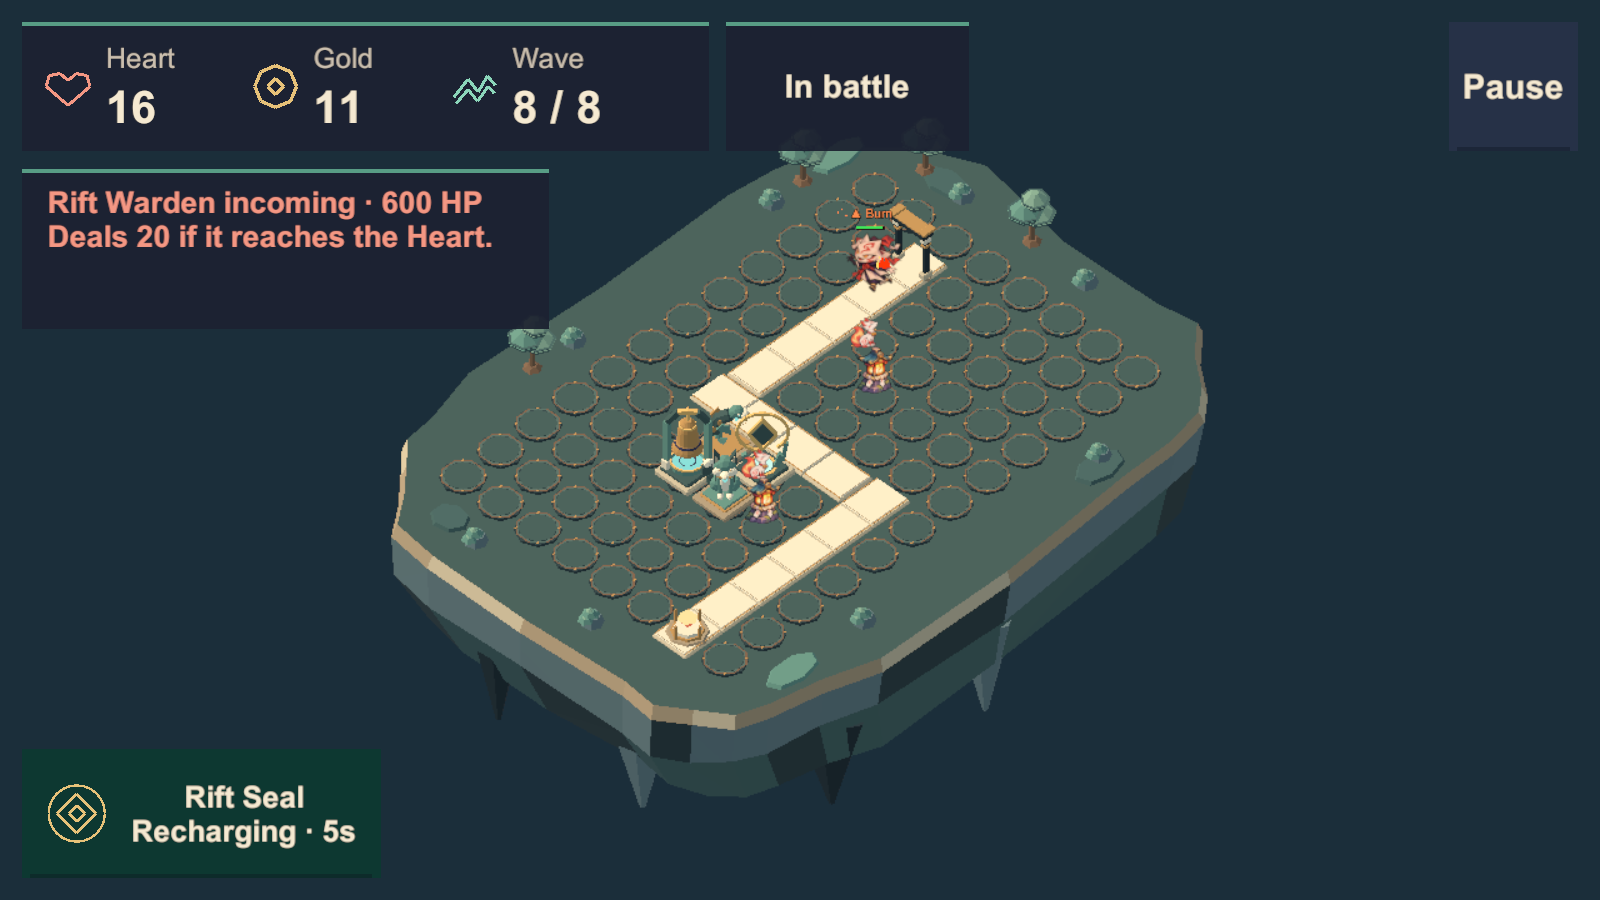 Heart
16
Gold
11
Wave
8 / 8
In battle
Pause
Rift Warden incoming · 600 HP
Deals 20 if it reaches the Heart.
▲ Burn
Rift Seal
Recharging · 5s